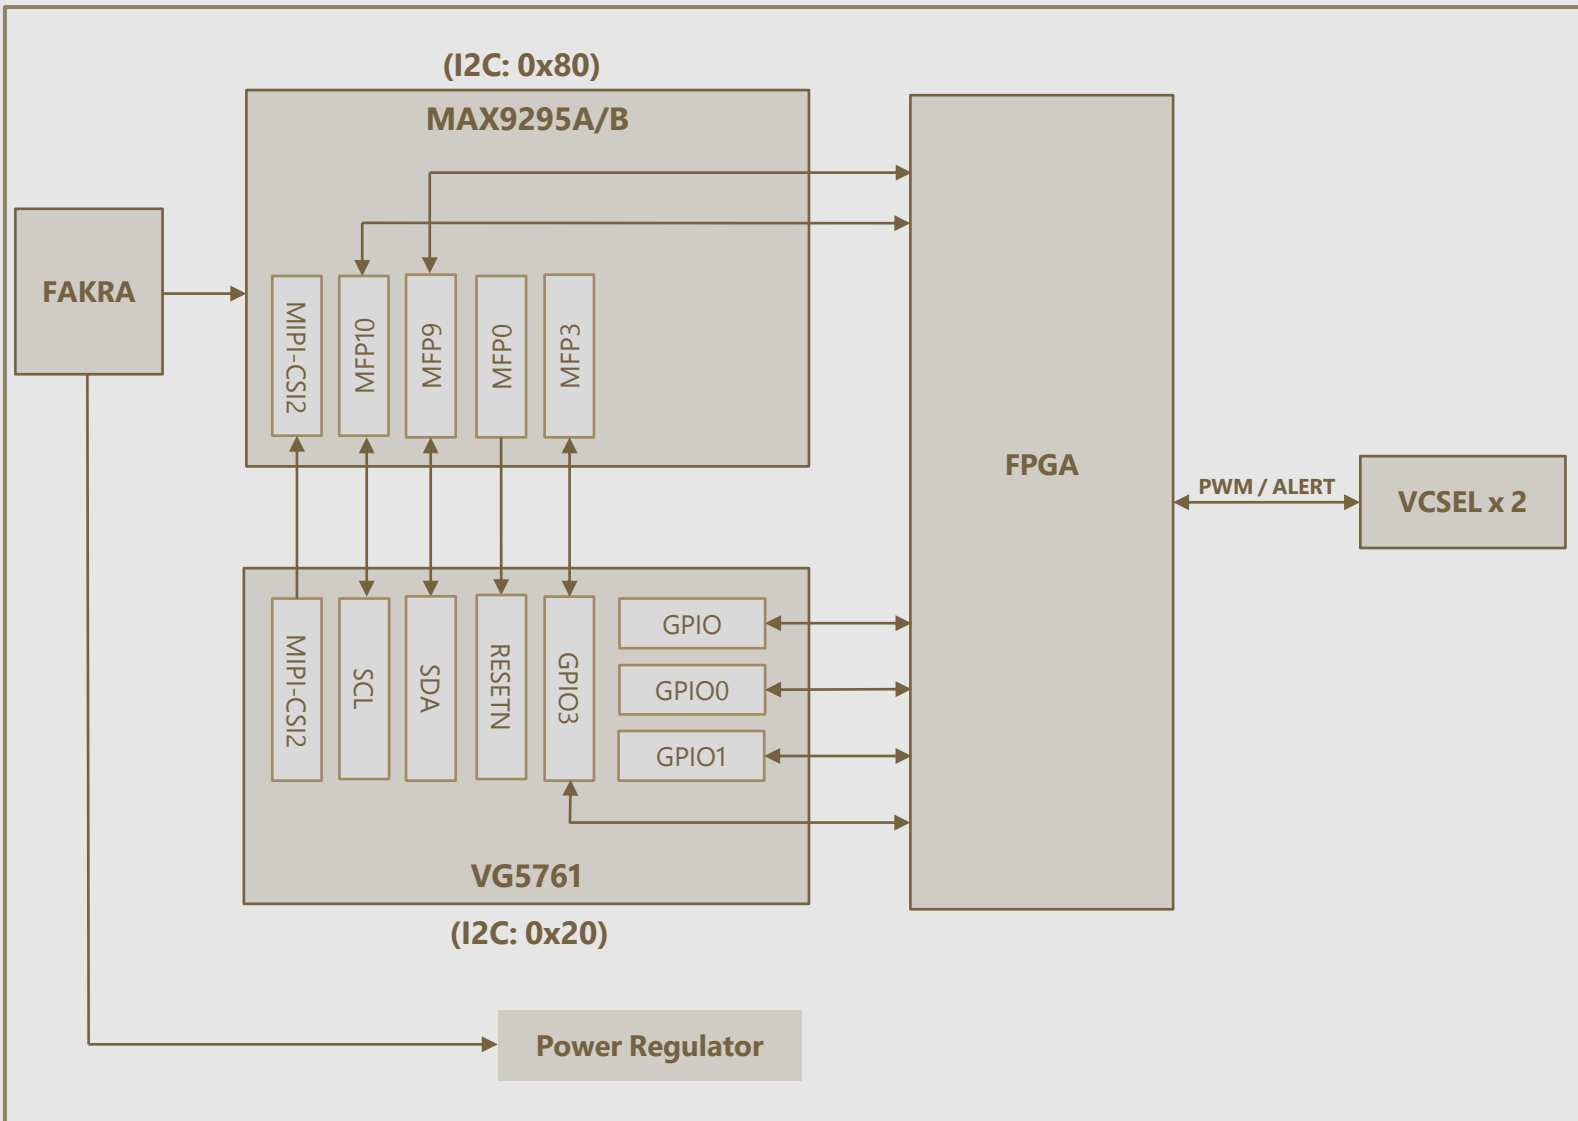 (I2C: 0x80)
MAX9295A/B
FAKRA
MIPI-CSI2
MFP10
MFP9
MFP0
MFP3
FPGA
PWM / ALERT
VCSEL x 2
MIPI-CSI2
SCL
SDA
RESETN
GPIO3
GPIO
GPIO0
GPIO1
VG5761
(I2C: 0x20)
Power Regulator